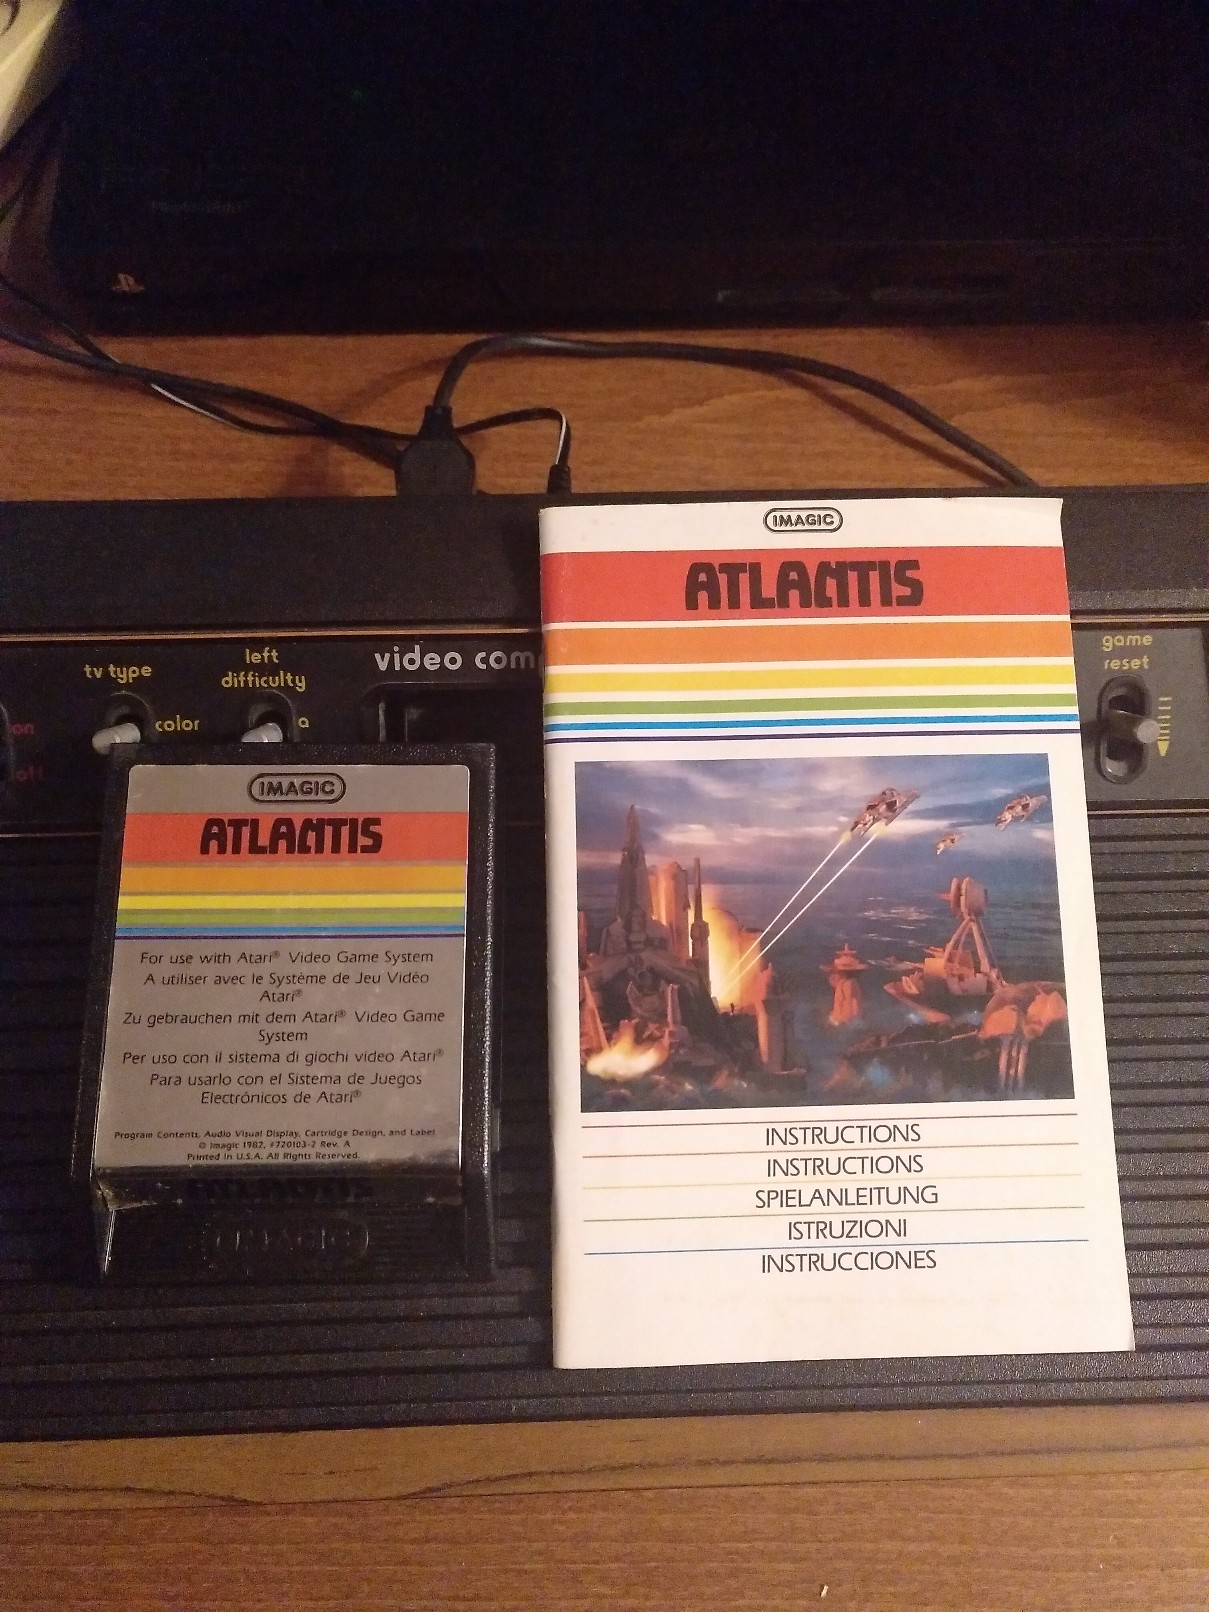 IMAGIC
ATLANTIS
INSTRUCTIONS
INSTRUCTIONS
SPIELANLEITUNG
ISTRUZIONI
INSTRUCCIONES
tv type
color
left
difficulty
a
video com
game
reset
on
off
IMAGIC
ATLANTIS
For use with Atari® Video Game System
A utiliser avec le Système de Jeu Vidéo
Atari®
Zu gebrauchen mit dem Atari® Video Game
System
Per uso con il sistema di giochi video Atari®
Para usarlo con el Sistema de Juegos
Electrónicos de Atari®
Program Contents, Audio Visual Display, Cartridge Design, and Label
© Imagic 1982, #720103-2 Rev. A
Printed in U.S.A. All Rights Reserved.
ATLANTIS
IMAGIC